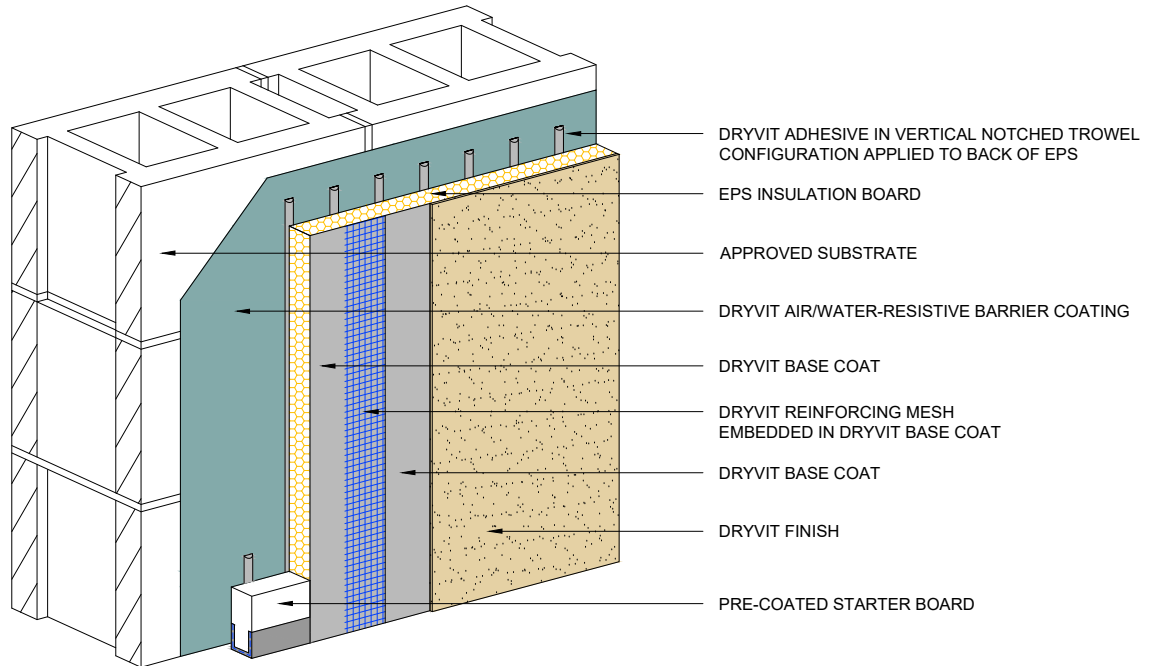 DRYVIT ADHESIVE IN VERTICAL NOTCHED TROWEL
CONFIGURATION APPLIED TO BACK OF EPS
EPS INSULATION BOARD
APPROVED SUBSTRATE
DRYVIT AIR/WATER-RESISTIVE BARRIER COATING
DRYVIT BASE COAT
DRYVIT REINFORCING MESH
EMBEDDED IN DRYVIT BASE COAT
DRYVIT BASE COAT
DRYVIT FINISH
PRE-COATED STARTER BOARD